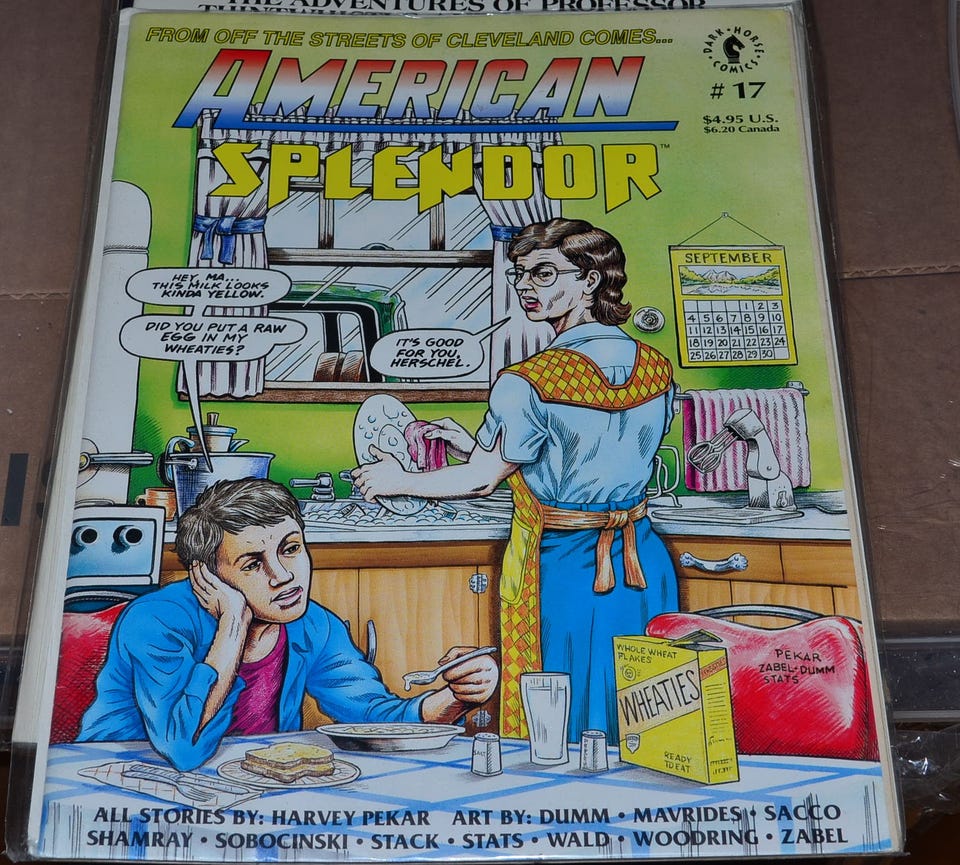 THE ADVENTURES OF PROFESSOR
FROM OFF THE STREETS OF CLEVELAND COMES...
DARK HORSE COMICS
AMERICAN
SPLENDOR™
# 17
$4.95 U.S.
$6.20 Canada
HEY, MA...
THIS MILK LOOKS
KINDA YELLOW.
DID YOU PUT A RAW
EGG IN MY
WHEATIES?
IT'S GOOD
FOR YOU,
HERSCHEL.
SEPTEMBER
1 2 3
4 5 6 7 8 9 10
11 12 13 14 15 16 17
18 19 20 21 22 23 24
25 26 27 28 29 30
WHOLE WHEAT
FLAKES
WHEATIES
READY
TO EAT
SALT
PEKAR
ZABEL·DUMM
STATS
ALL STORIES BY: HARVEY PEKAR ART BY: DUMM • MAVRIDES • SACCO
SHAMRAY • SOBOCINSKI • STACK • STATS • WALD • WOODRING • ZABEL